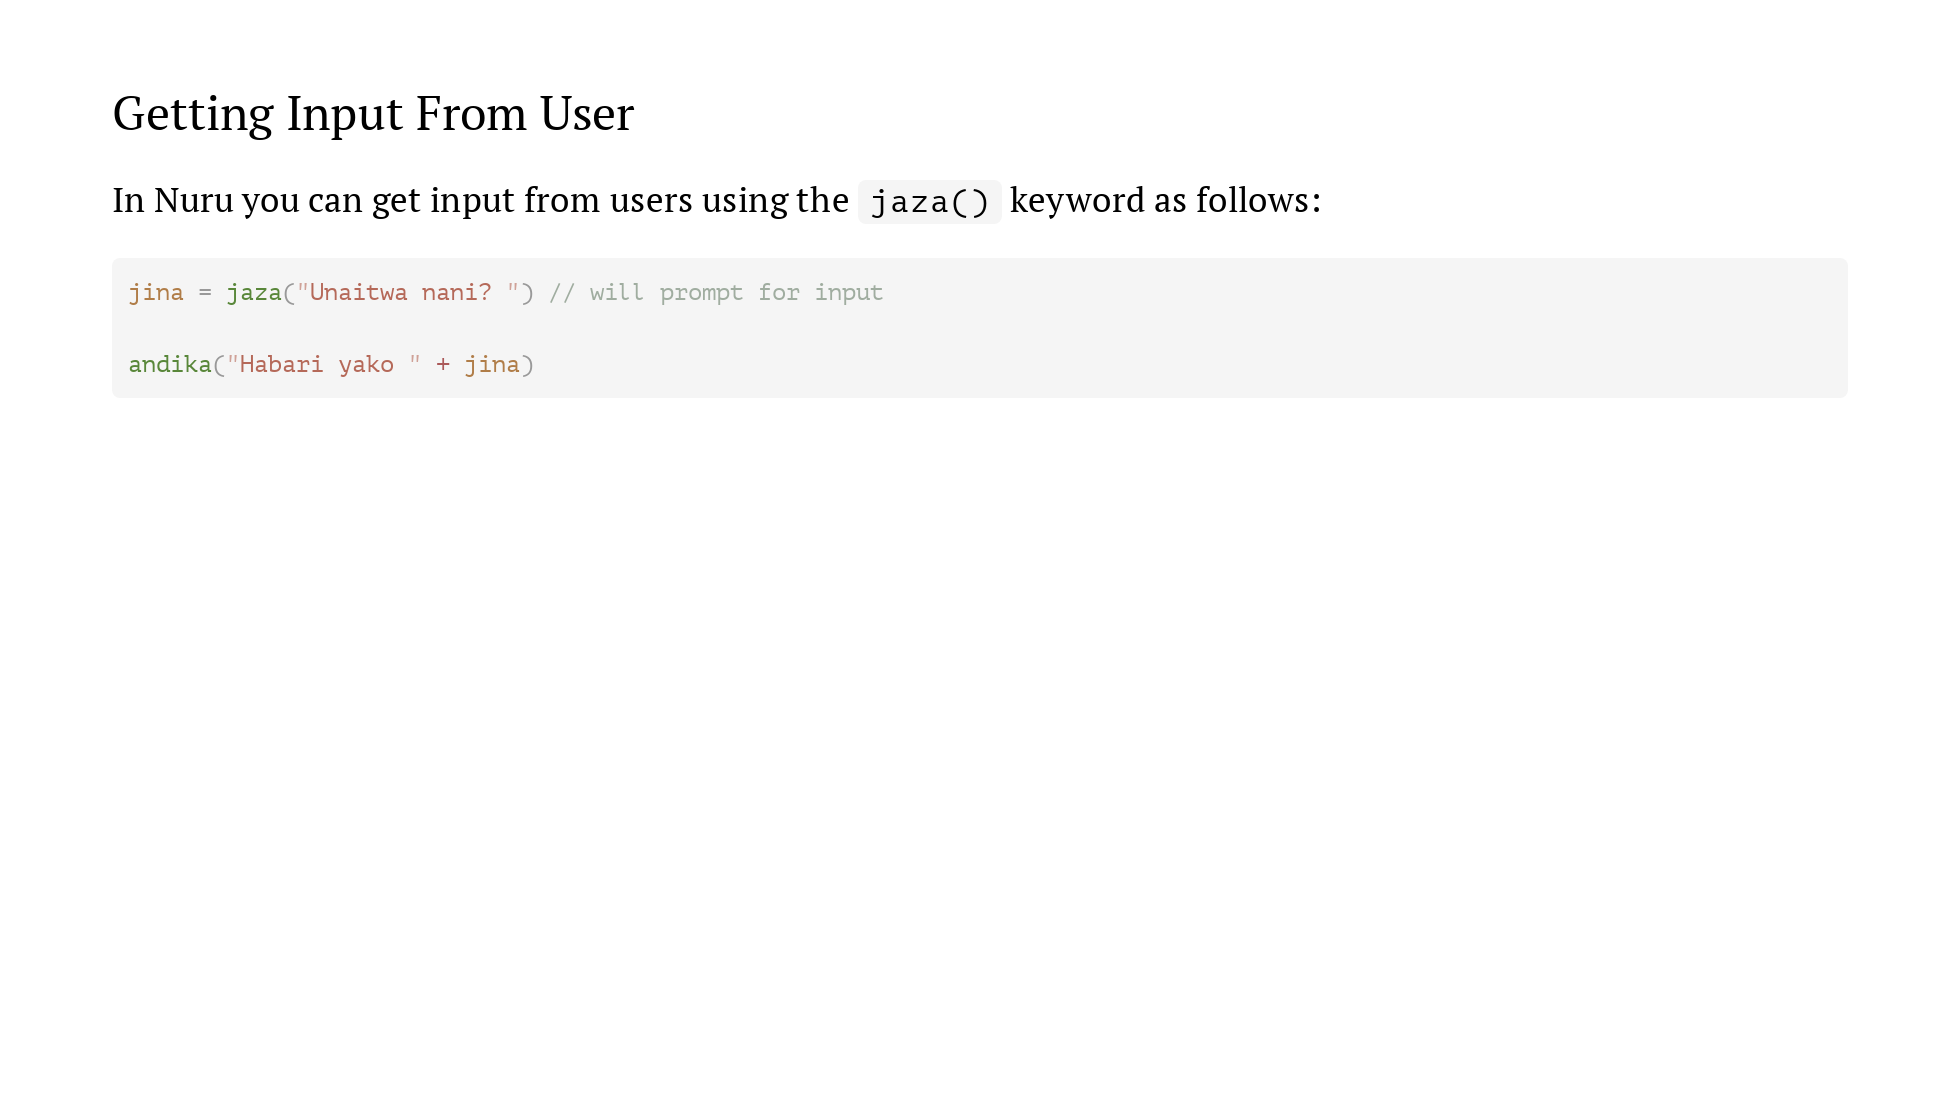 Getting Input From User
In Nuru you can get input from users using the jaza() keyword as follows:
jina = jaza("Unaitwa nani? ") // will prompt for input
andika("Habari yako " + jina)